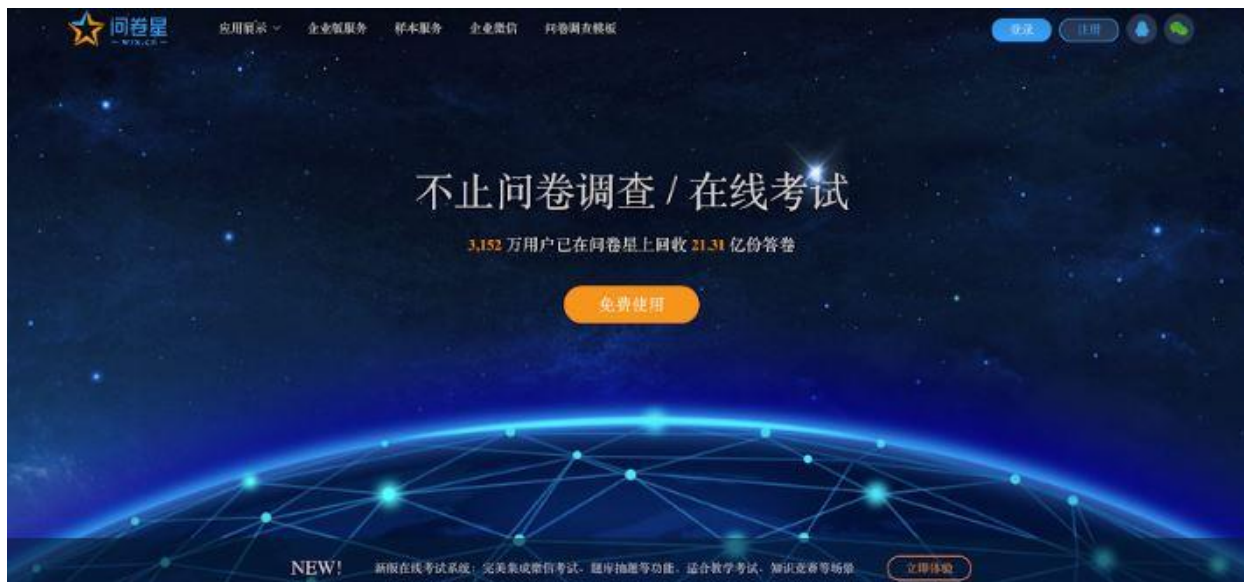 问卷星
WJX.CN
应用展示 企业版服务 样本服务 企业微信 问卷调查模板 登录 注册
不止问卷调查 / 在线考试
3,152 万用户已在问卷星上回收 21.31 亿份答卷
免费使用
NEW! 新版在线考试系统：完美集成微信考试、题库抽题等功能，适合教学考试、知识竞赛等场景 立即体验